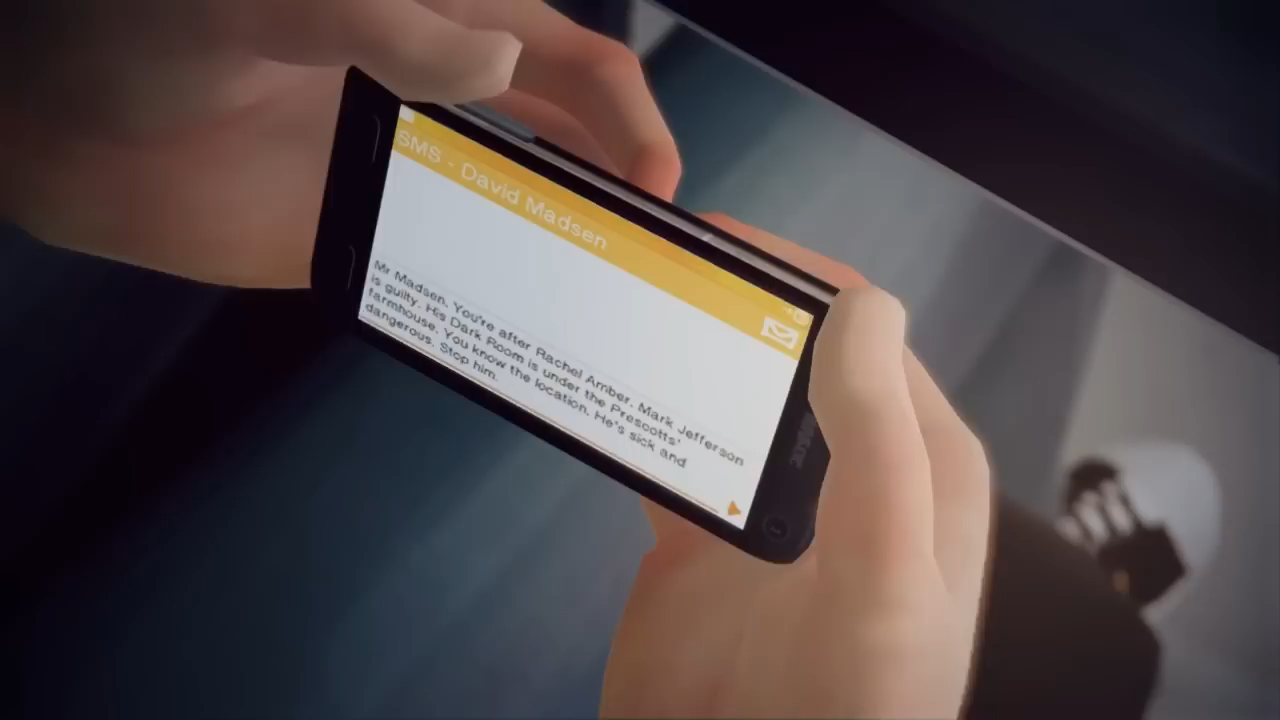 SMS - David Madsen
Mr Madsen. You're after Rachel Amber. Mark Jefferson
is guilty. His Dark Room is under the Prescotts'
farmhouse. You know the location. He's sick and
dangerous. Stop him.